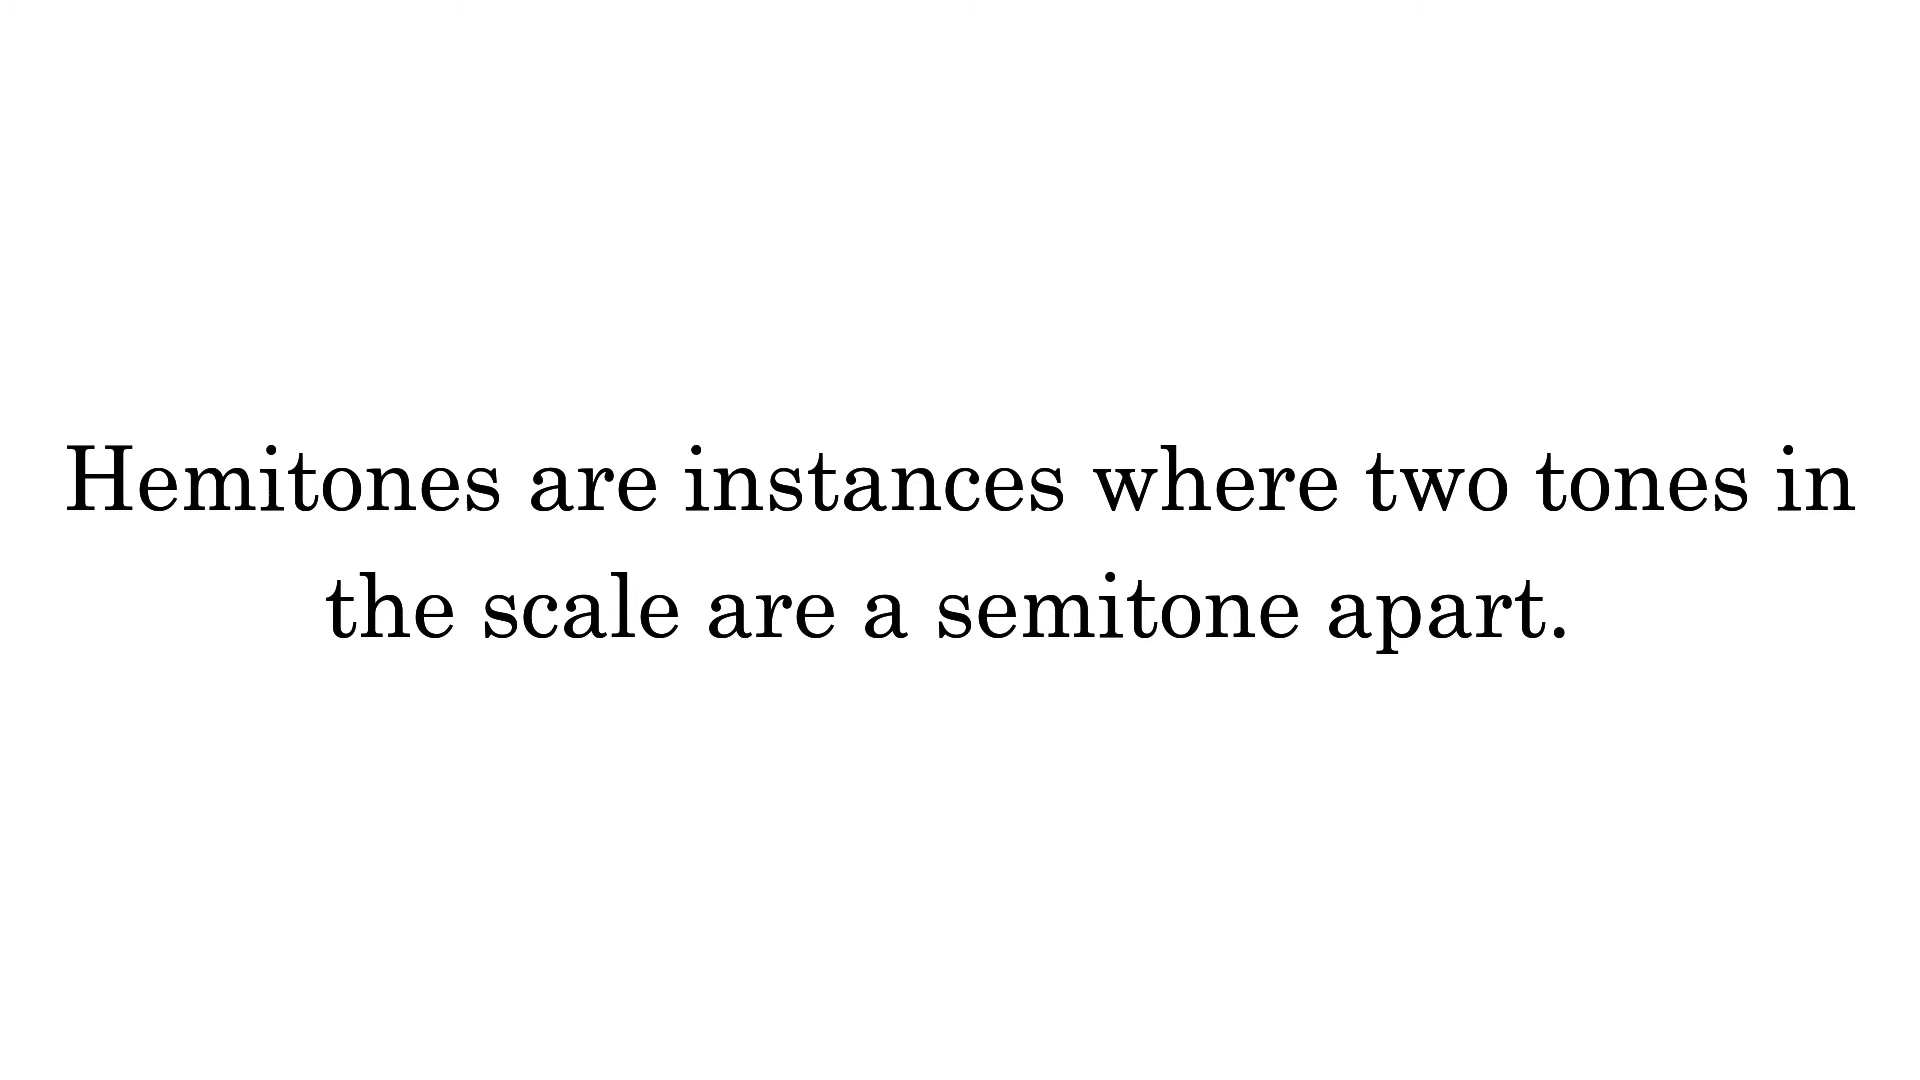 Hemitones are instances where two tones in
the scale are a semitone apart.